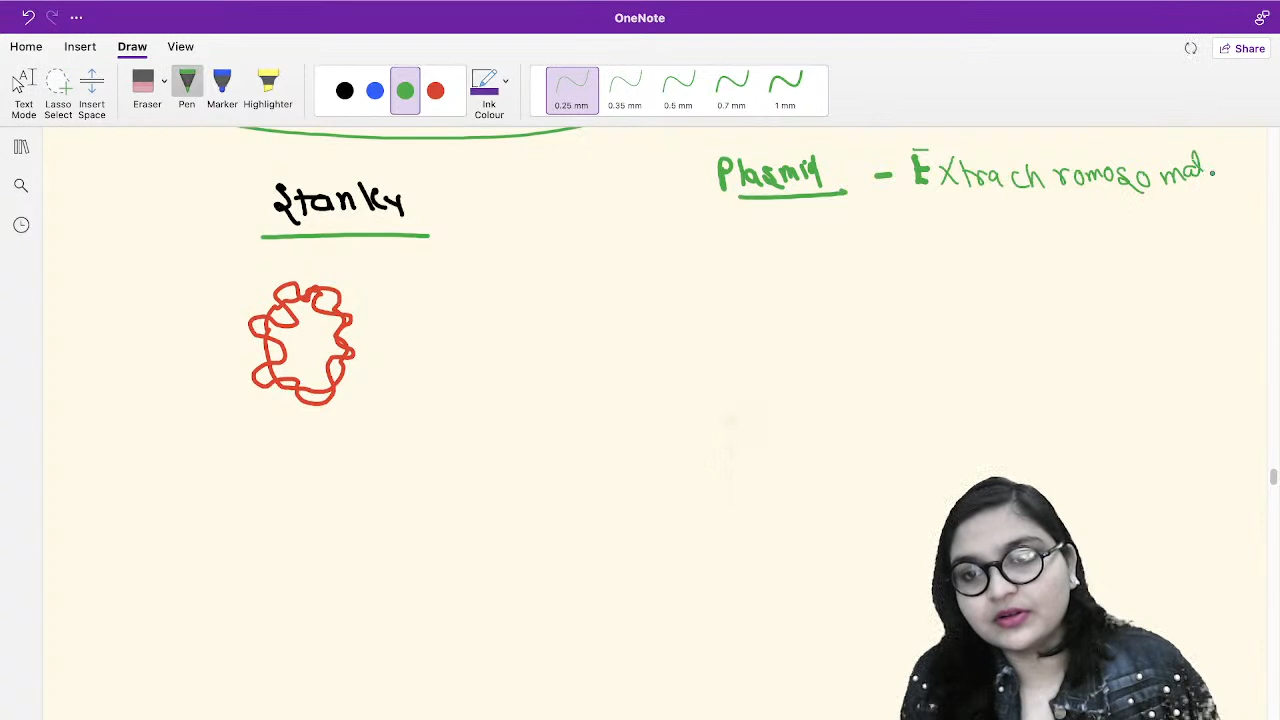 OneNote
Home Insert Draw View
Share
Text Mode
Lasso Select
Insert Space
Eraser
Pen
Marker
Highlighter
Ink Colour
0.25 mm 0.35 mm 0.5 mm 0.7 mm 1 mm
Plasmid - Extrachromosomal.
Stanky